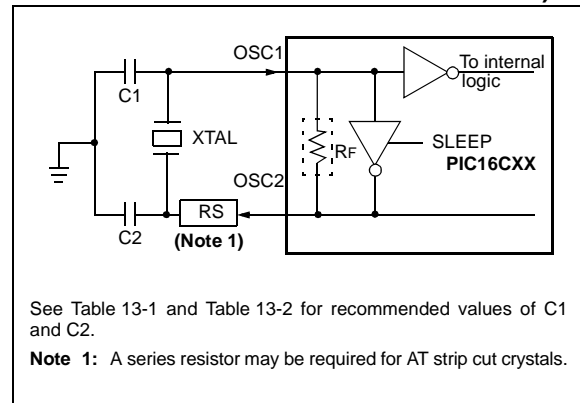 OSC1
To internal
logic
C1
XTAL
RF
SLEEP
PIC16CXX
OSC2
RS
C2
(Note 1)
See Table 13-1 and Table 13-2 for recommended values of C1
and C2.
Note 1: A series resistor may be required for AT strip cut crystals.